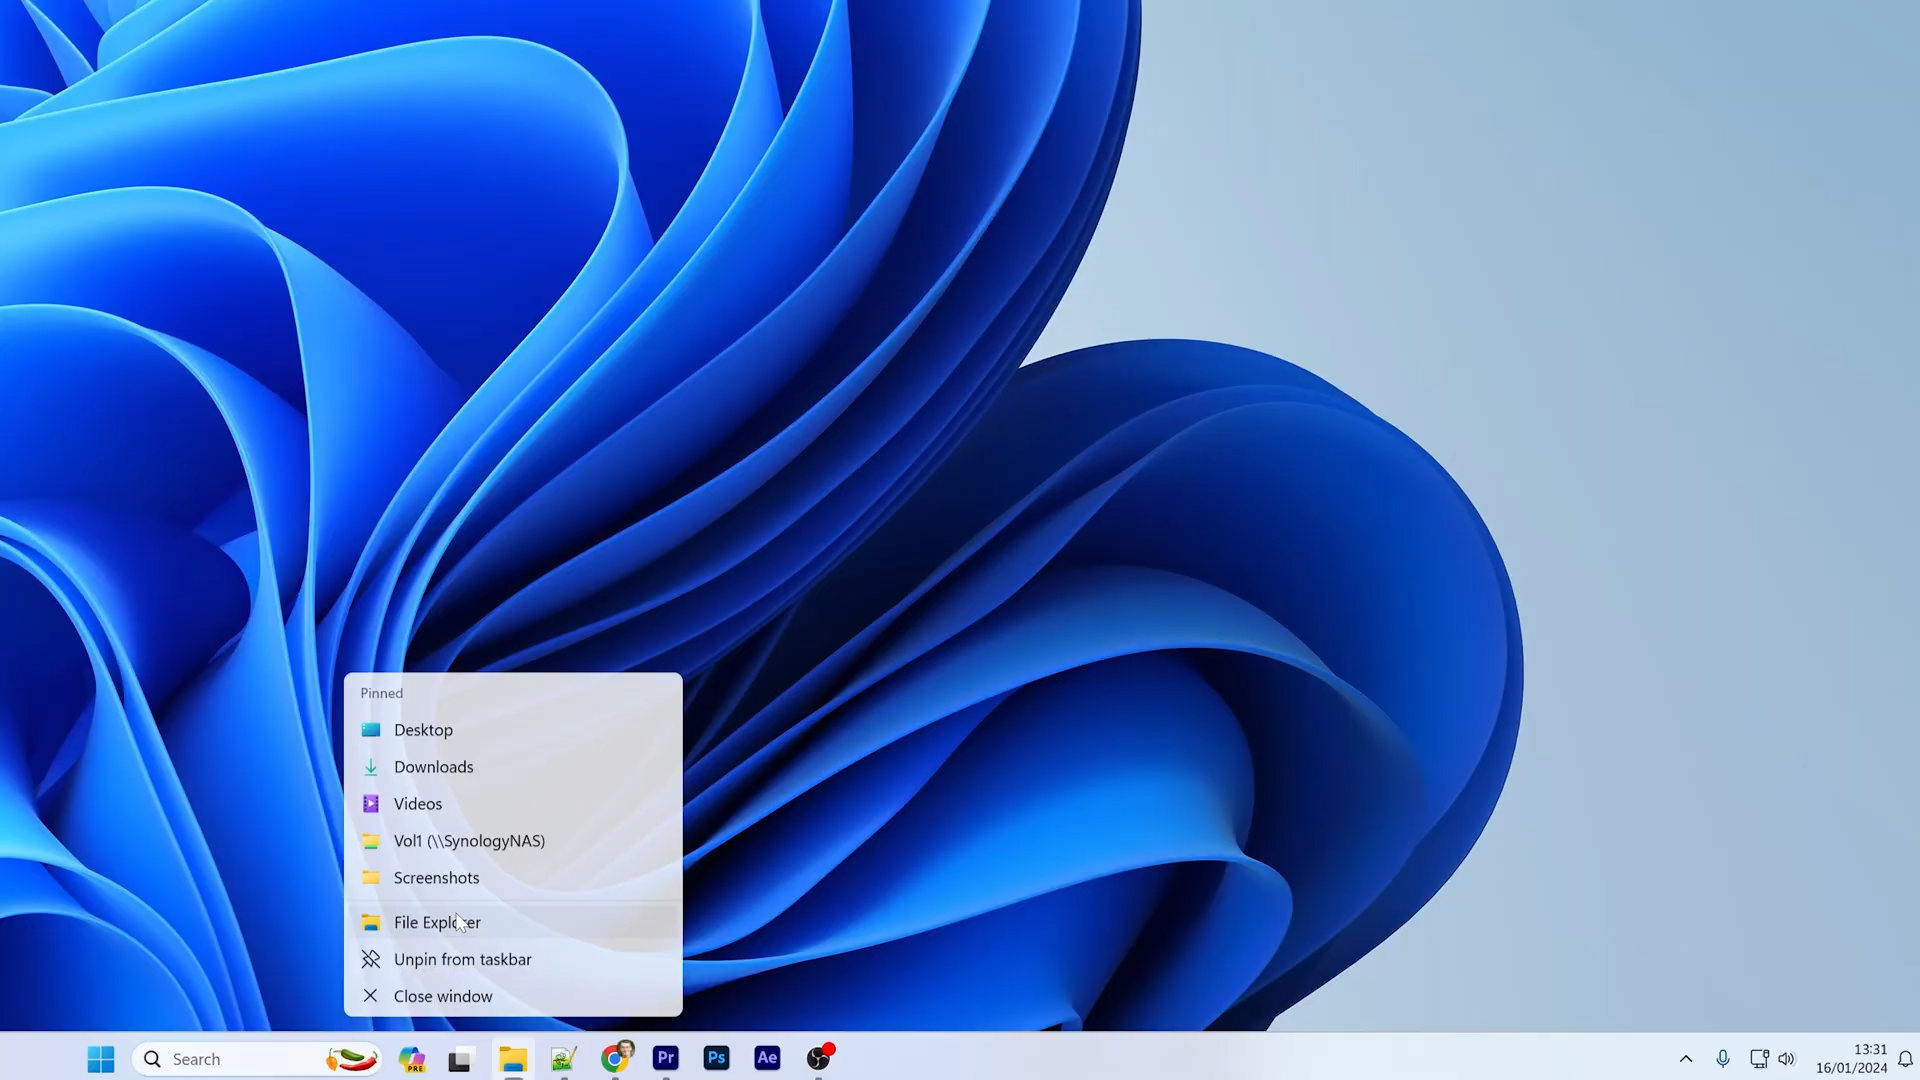 Pinned
Desktop
Downloads
Videos
Vol1 (\\SynologyNAS)
Screenshots
File Explorer
Unpin from taskbar
Close window
Search
PRE
Pr
Ps
Ae
13:31
16/01/2024